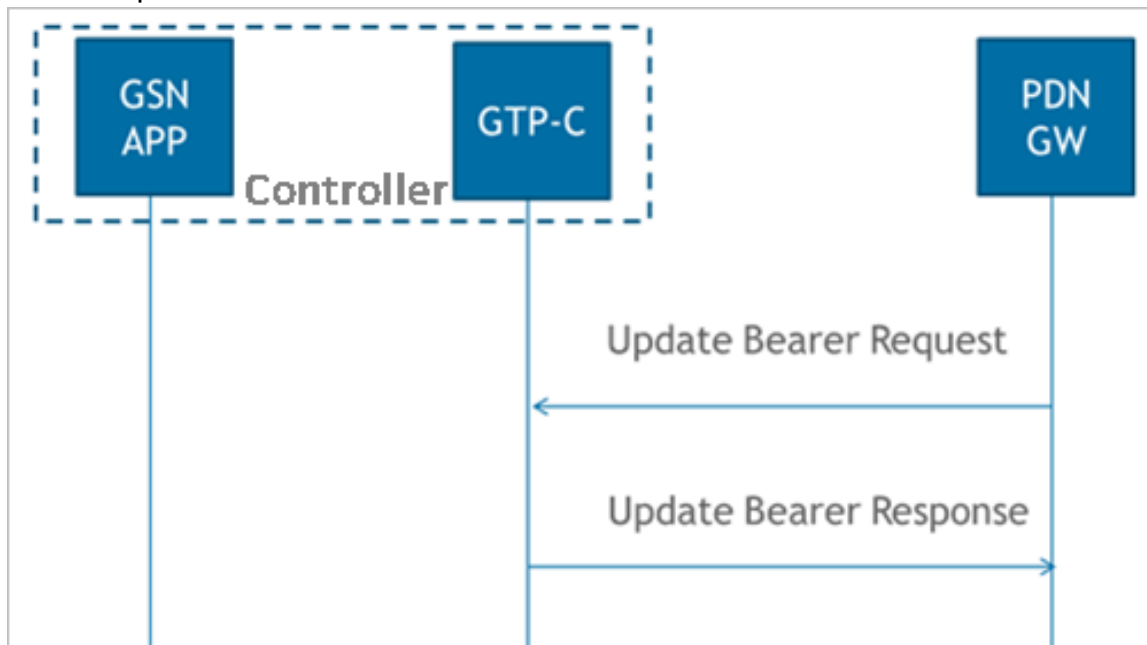 GSN
APP
GTP-C
PDN
GW
Controller
Update Bearer Request
Update Bearer Response